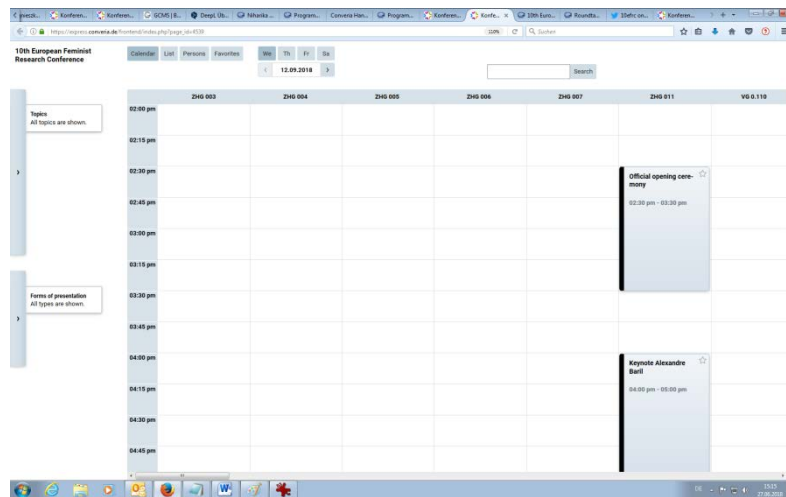 Konferen...
Konferen...
GCMS | B...
DeepL Üb...
Niharika ...
Program...
Converia Han...
Program...
Konfe...
10th Euro...
Roundta...
10efrc on...
Konferen...
https://express.converia.de/frontend/index.php?page_id=4530
Suchen
10th European Feminist
Research Conference
Calendar List Persons Favorites
We Th Fr Sa
12.09.2018
Search
ZHG 003 ZHG 004 ZHG 005 ZHG 006 ZHG 007 ZHG 011 VG 0.110
Topics
All topics are shown.
Forms of presentation
All types are shown.
02:00 pm
02:15 pm
02:30 pm
02:45 pm
03:00 pm
03:15 pm
03:30 pm
03:45 pm
04:00 pm
04:15 pm
04:30 pm
04:45 pm
Official opening cere-
mony
02:30 pm - 03:30 pm
Keynote Alexandre
Baril
04:00 pm - 05:00 pm
DE
15:15
27.06.2018